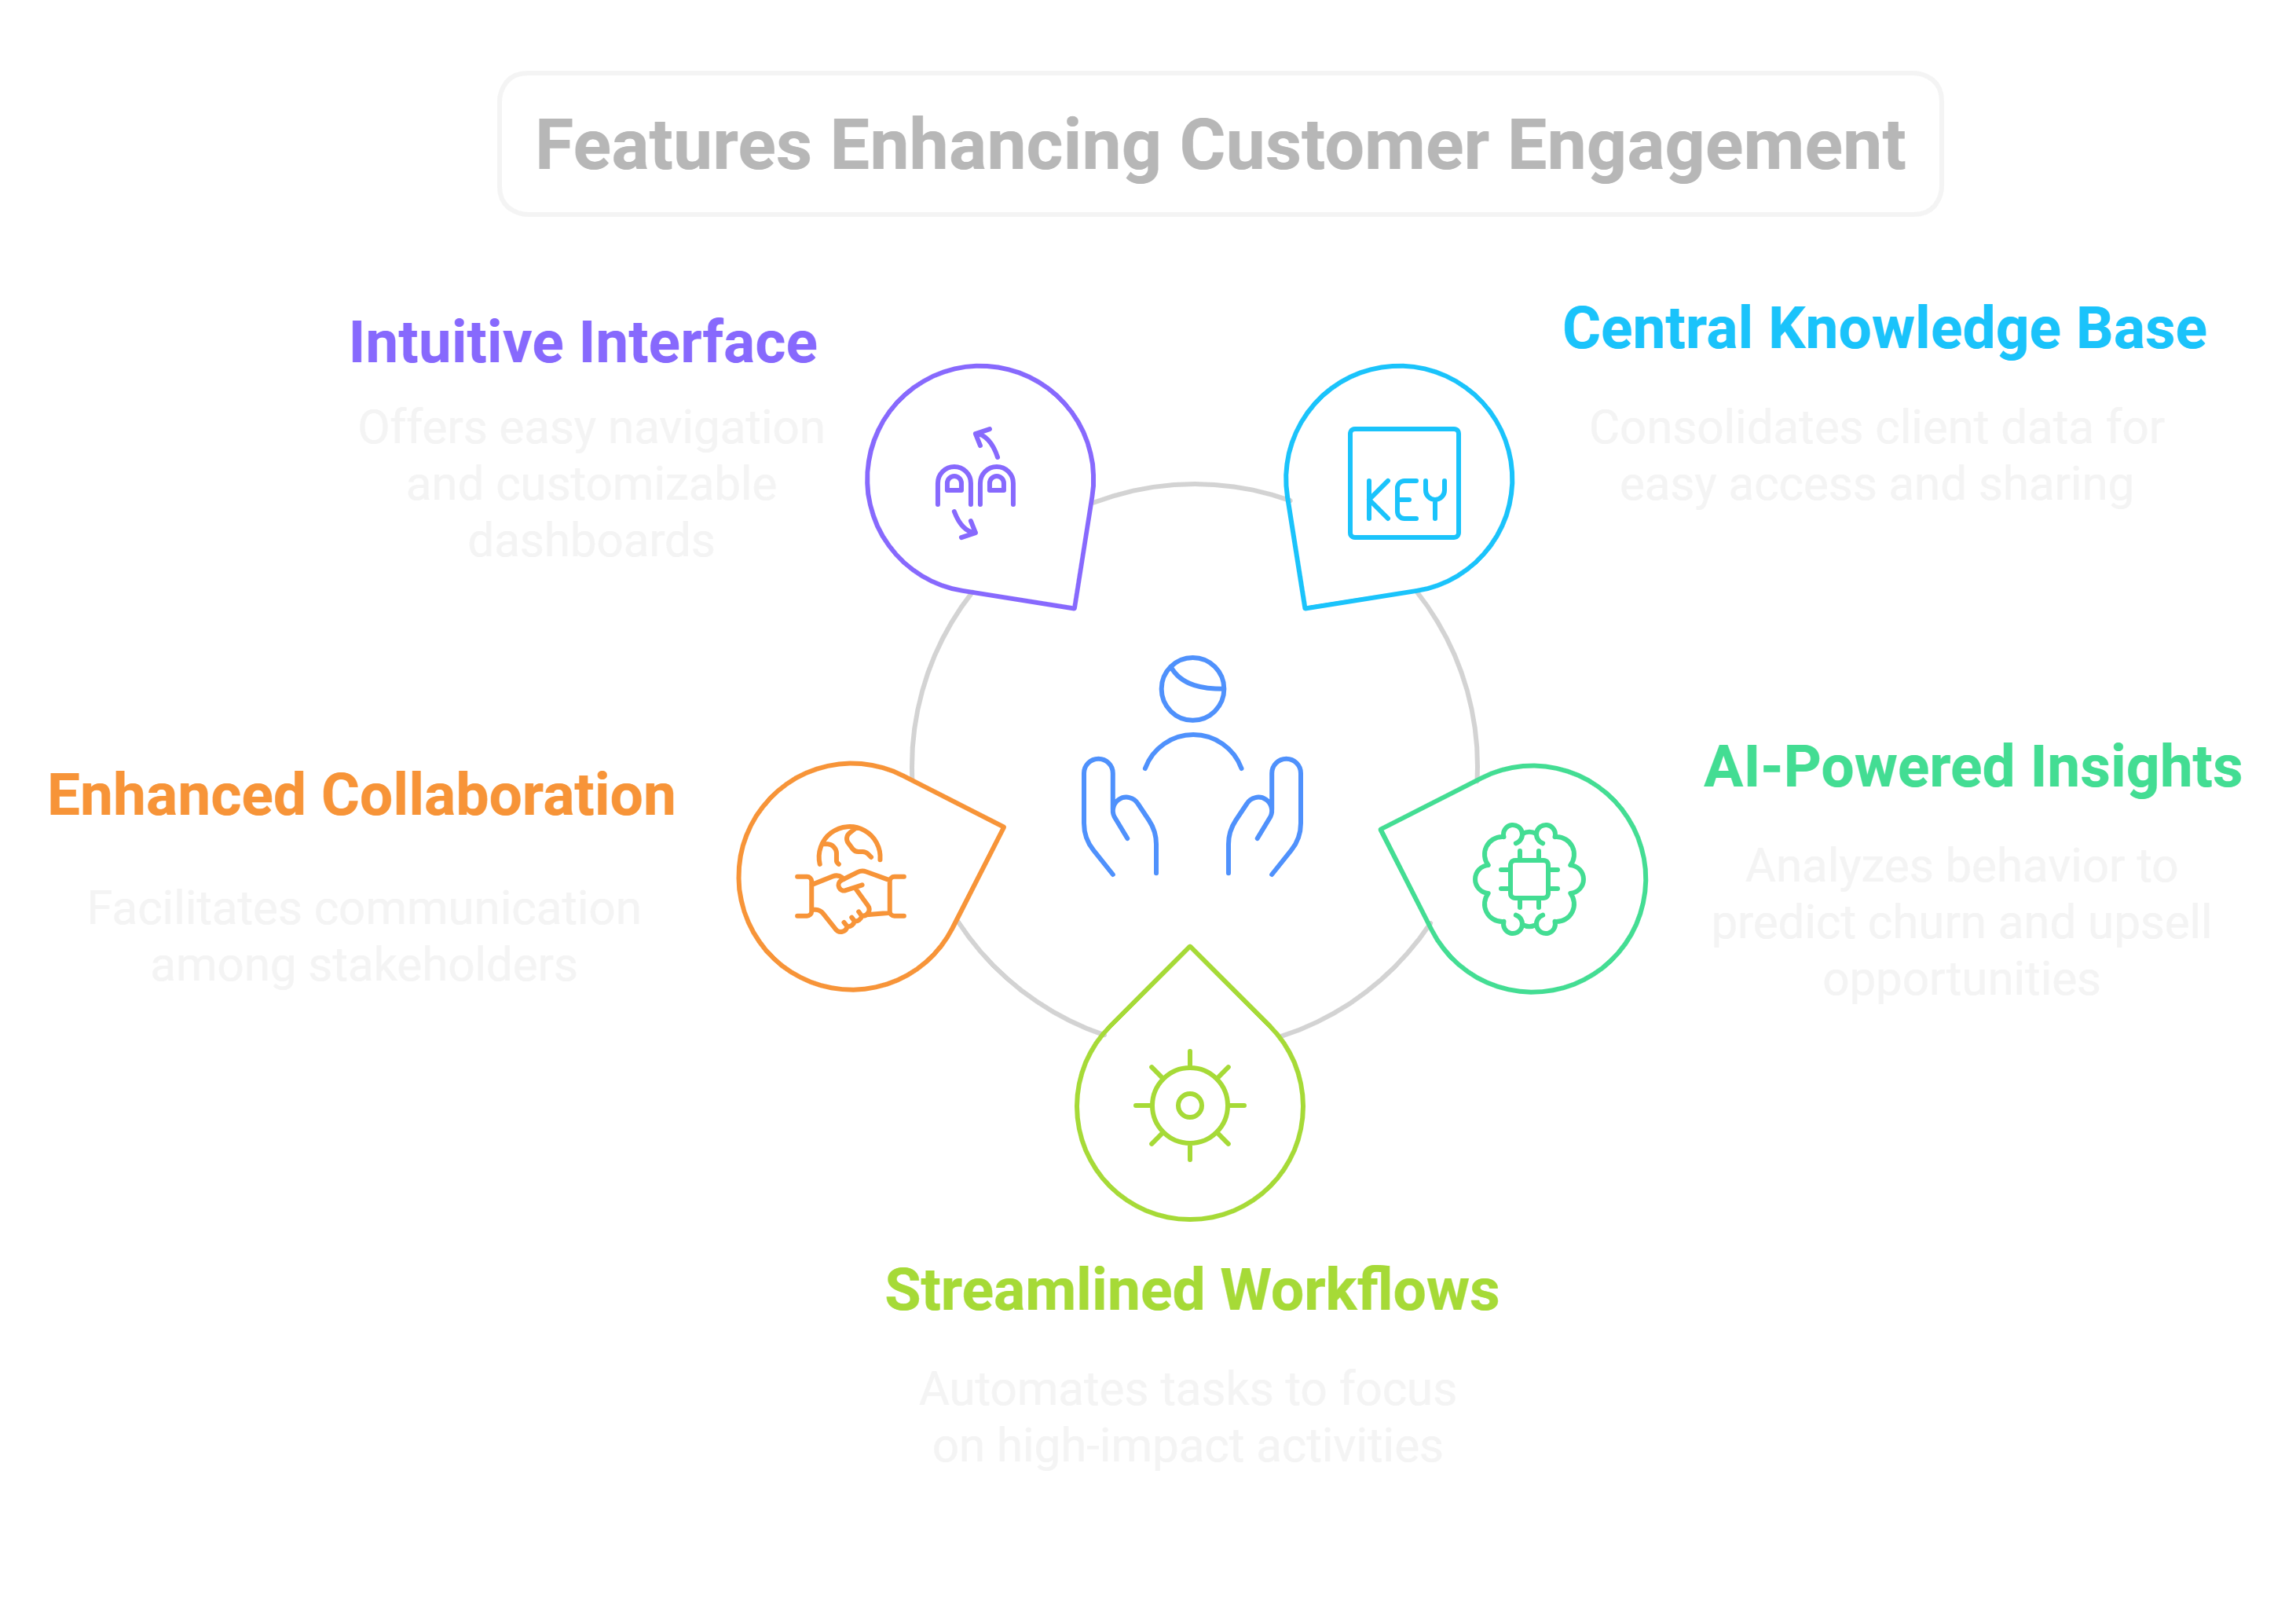 Features Enhancing Customer Engagement
Intuitive Interface
Offers easy navigation
and customizable
dashboards
Central Knowledge Base
Consolidates client data for
easy access and sharing
KEY
Enhanced Collaboration
Facilitates communication
among stakeholders
AI-Powered Insights
Analyzes behavior to
predict churn and upsell
opportunities
Streamlined Workflows
Automates tasks to focus
on high-impact activities